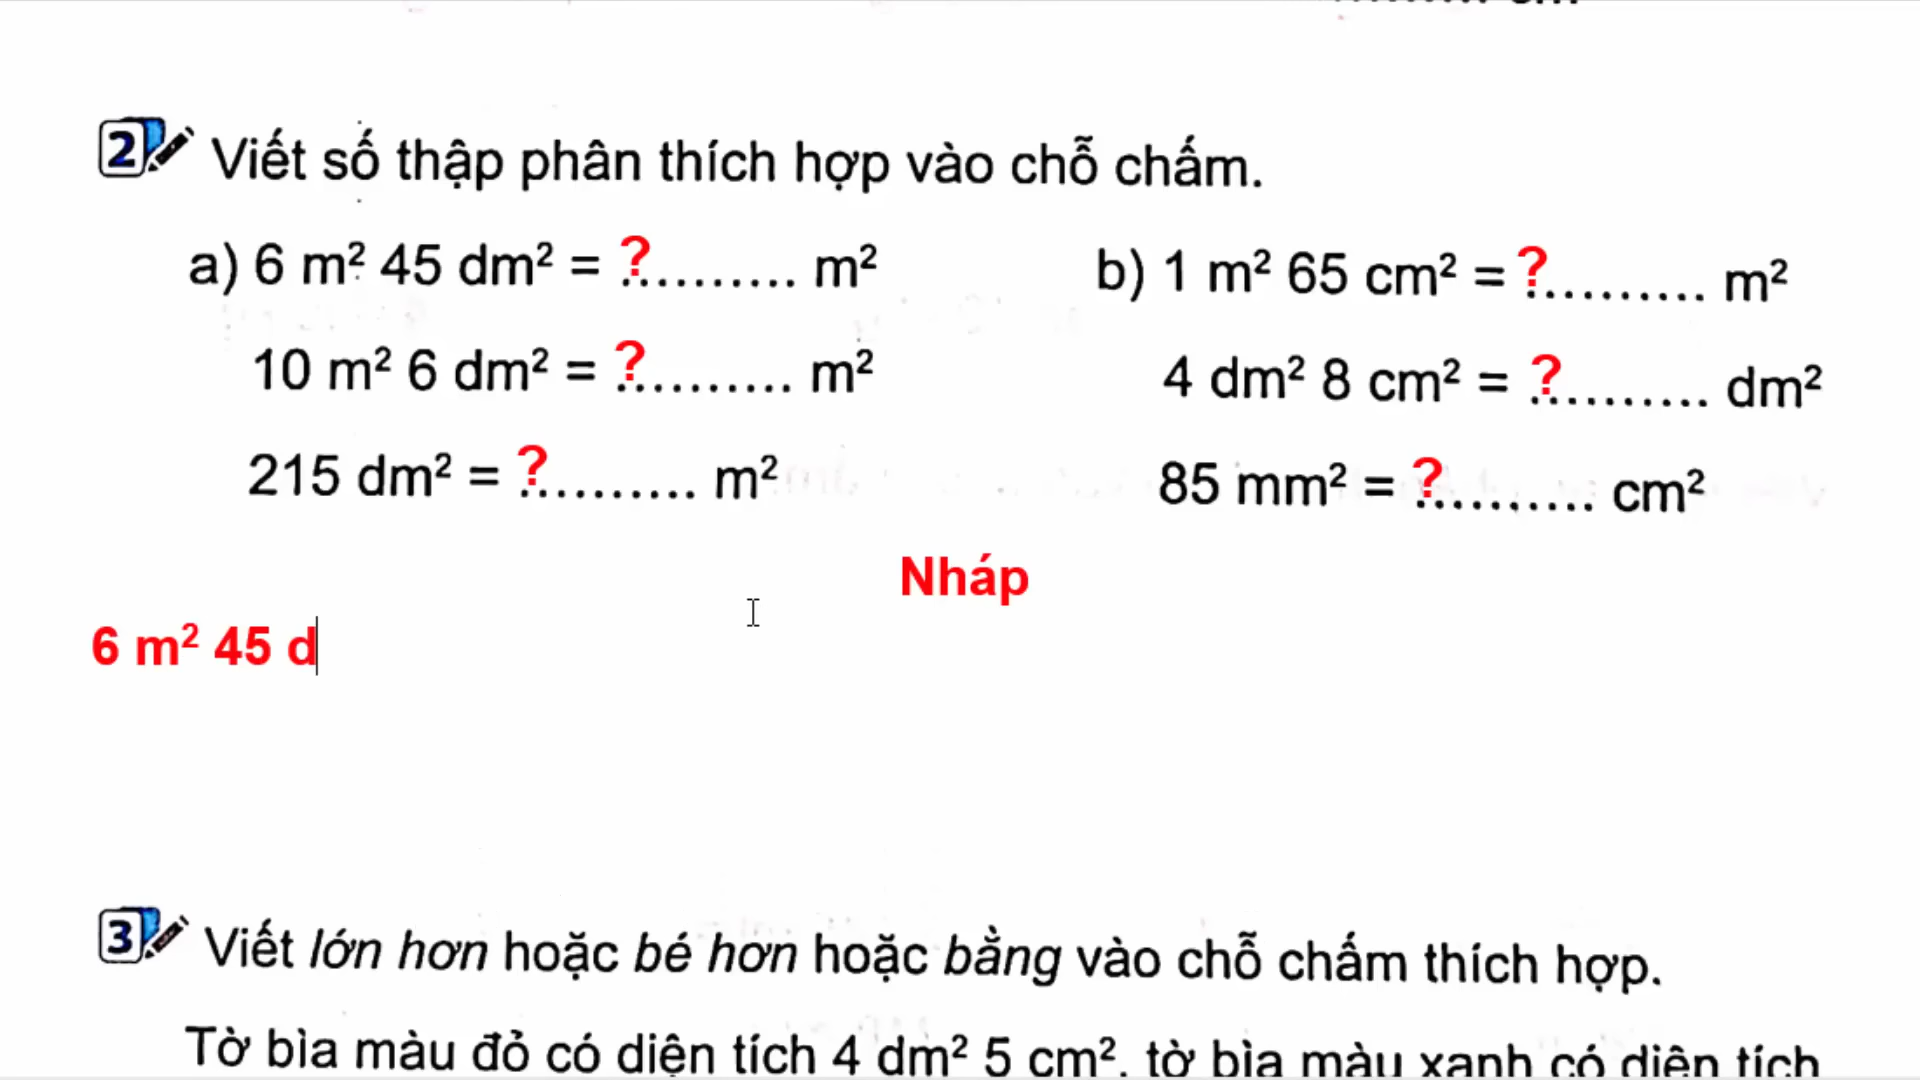 2 Viết số thập phân thích hợp vào chỗ chấm.
a) 6 m² 45 dm² = ?.......... m²
10 m² 6 dm² = ?.......... m²
215 dm² = ?.......... m²
b) 1 m² 65 cm² = ?.......... m²
4 dm² 8 cm² = ?.......... dm²
85 mm² = ?.......... cm²
Nháp
6 m² 45 d
3 Viết lớn hơn hoặc bé hơn hoặc bằng vào chỗ chấm thích hợp.
Tờ bìa màu đỏ có diện tích 4 dm² 5 cm², tờ bìa màu xanh có diện tích